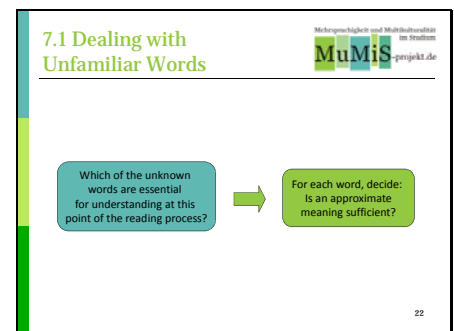 7.1 Dealing with
Unfamiliar Words
Mehrsprachigkeit und Multikulturalität
im Studium
MuMiS-projekt.de
Which of the unknown
words are essential
for understanding at this
point of the reading process?
For each word, decide:
Is an approximate
meaning sufficient?
22